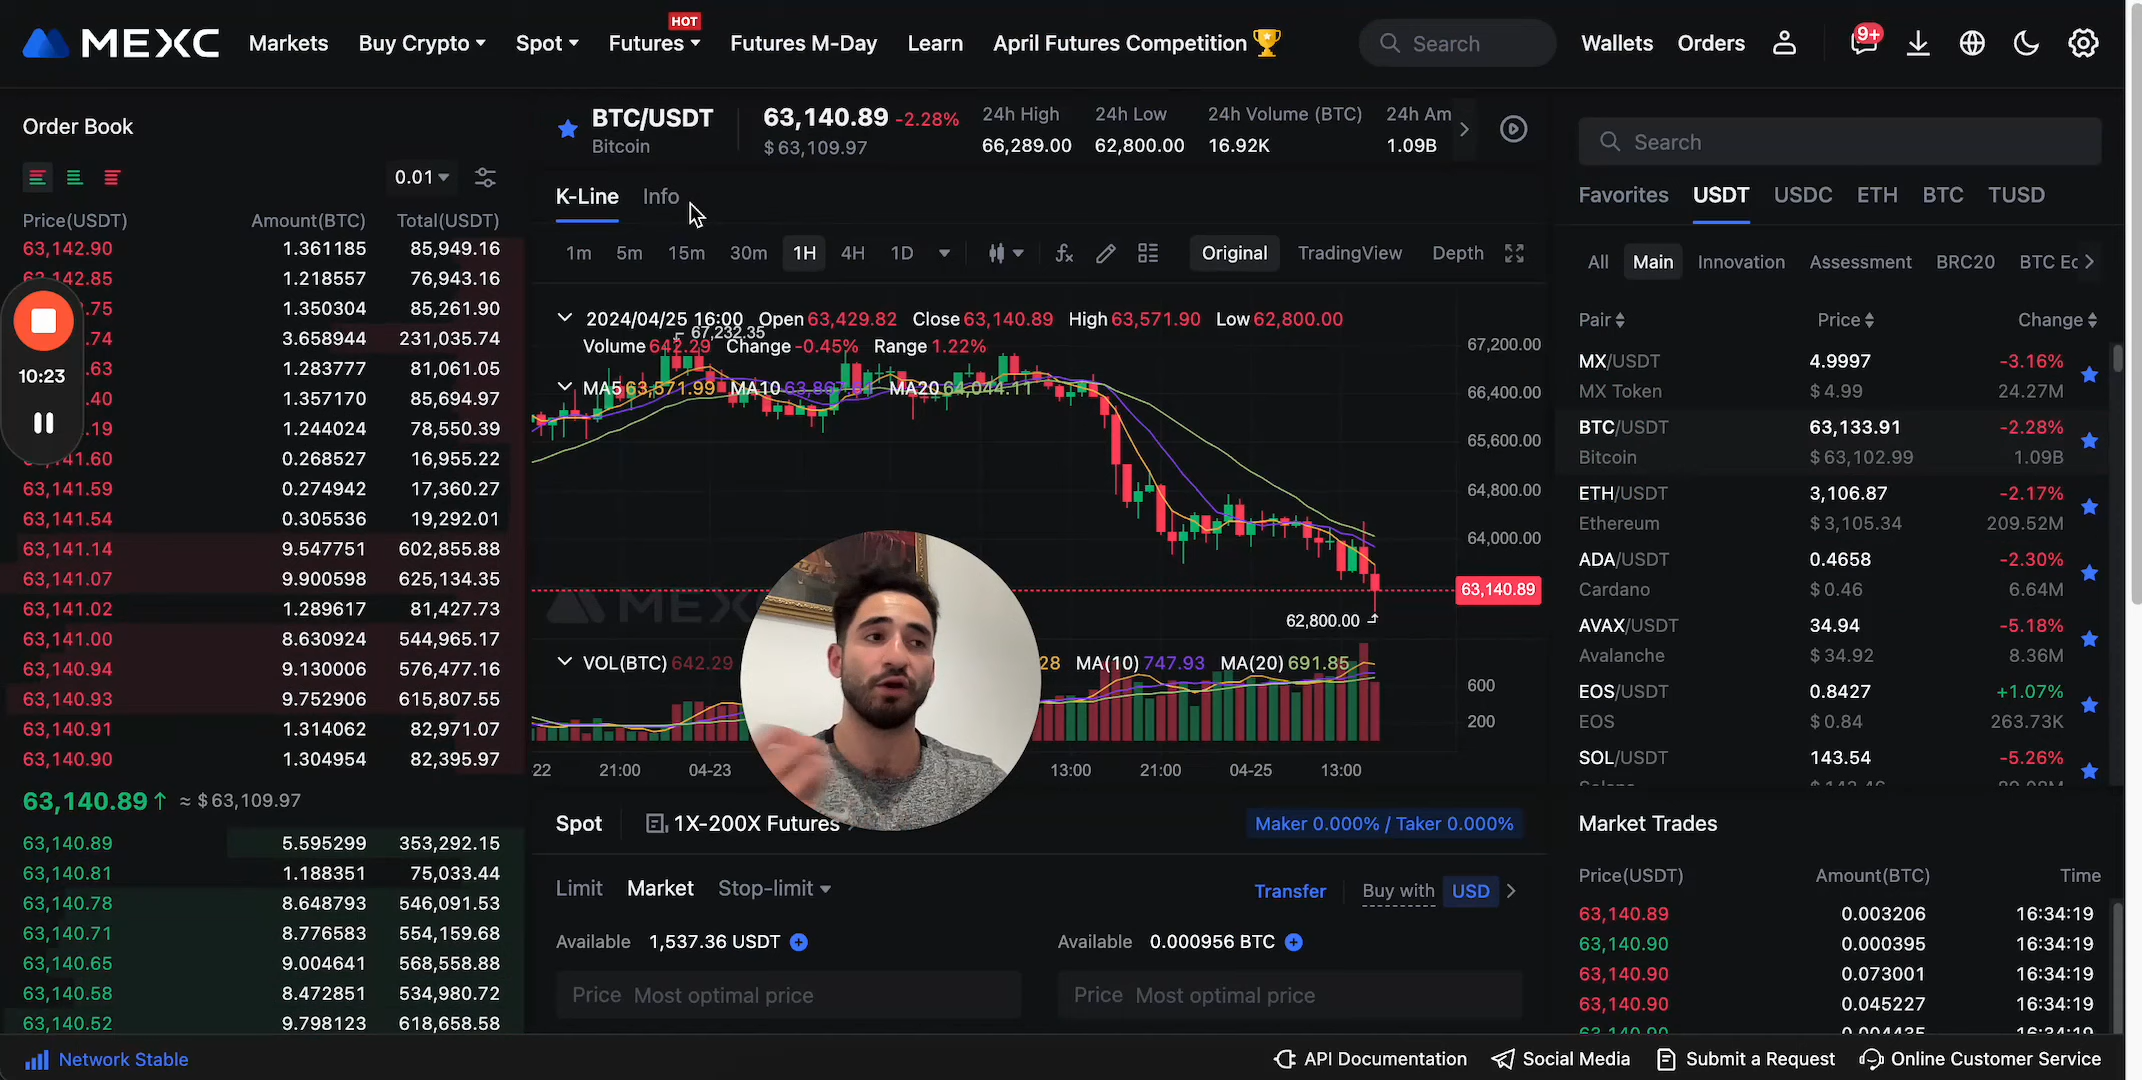 MEXC Markets Buy Crypto Spot Futures HOT Futures M-Day Learn April Futures Competition Search Wallets Orders 9+
Order Book
0.01
Price(USDT) Amount(BTC) Total(USDT)
63,142.90 1.361185 85,949.16
63,142.85 1.218557 76,943.16
.75 1.350304 85,261.90
.74 3.658944 231,035.74
.63 1.283777 81,061.05
.40 1.357170 85,694.97
.19 1.244024 78,550.39
41.60 0.268527 16,955.22
63,141.59 0.274942 17,360.27
63,141.54 0.305536 19,292.01
63,141.14 9.547751 602,855.88
63,141.07 9.900598 625,134.35
63,141.02 1.289617 81,427.73
63,141.00 8.630924 544,965.17
63,140.94 9.130006 576,477.16
63,140.93 9.752906 615,807.55
63,140.91 1.314062 82,971.07
63,140.90 1.304954 82,395.97
63,140.89↑ ≈ $63,109.97
63,140.89 5.595299 353,292.15
63,140.81 1.188351 75,033.44
63,140.78 8.648793 546,091.53
63,140.71 8.776583 554,159.68
63,140.65 9.004641 568,558.88
63,140.58 8.472851 534,980.72
63,140.52 9.798123 618,658.58
10:23
BTC/USDT
Bitcoin
63,140.89 -2.28%
$63,109.97
24h High
66,289.00
24h Low
62,800.00
24h Volume (BTC)
16.92K
24h Am
1.09B
K-Line Info
1m 5m 15m 30m 1H 4H 1D Original TradingView Depth
2024/04/25 16:00 Open 63,429.82 Close 63,140.89 High 63,571.90 Low 62,800.00
67,232.35
Volume 642.29 Change -0.45% Range 1.22%
MA5 MA10 MA20 64,044.11
67,200.00
66,400.00
65,600.00
64,800.00
64,000.00
63,140.89
62,800.00
MEX
VOL(BTC) 642.29 28 MA(10) 747.93 MA(20) 691.85
600
200
22 21:00 04-23 13:00 21:00 04-25 13:00
Spot 1X-200X Futures Maker 0.000% / Taker 0.000%
Limit Market Stop-limit Transfer Buy with USD
Available 1,537.36 USDT Available 0.000956 BTC
Price Most optimal price Price Most optimal price
Search
Favorites USDT USDC ETH BTC TUSD
All Main Innovation Assessment BRC20 BTC Ec
Pair Price Change
MX/USDT 4.9997 -3.16%
MX Token $4.99 24.27M
BTC/USDT 63,133.91 -2.28%
Bitcoin $63,102.99 1.09B
ETH/USDT 3,106.87 -2.17%
Ethereum $3,105.34 209.52M
ADA/USDT 0.4658 -2.30%
Cardano $0.46 6.64M
AVAX/USDT 34.94 -5.18%
Avalanche $34.92 8.36M
EOS/USDT 0.8427 +1.07%
EOS $0.84 263.73K
SOL/USDT 143.54 -5.26%
Market Trades
Price(USDT) Amount(BTC) Time
63,140.89 0.003206 16:34:19
63,140.90 0.000395 16:34:19
63,140.90 0.073001 16:34:19
63,140.90 0.045227 16:34:19
Network Stable API Documentation Social Media Submit a Request Online Customer Service